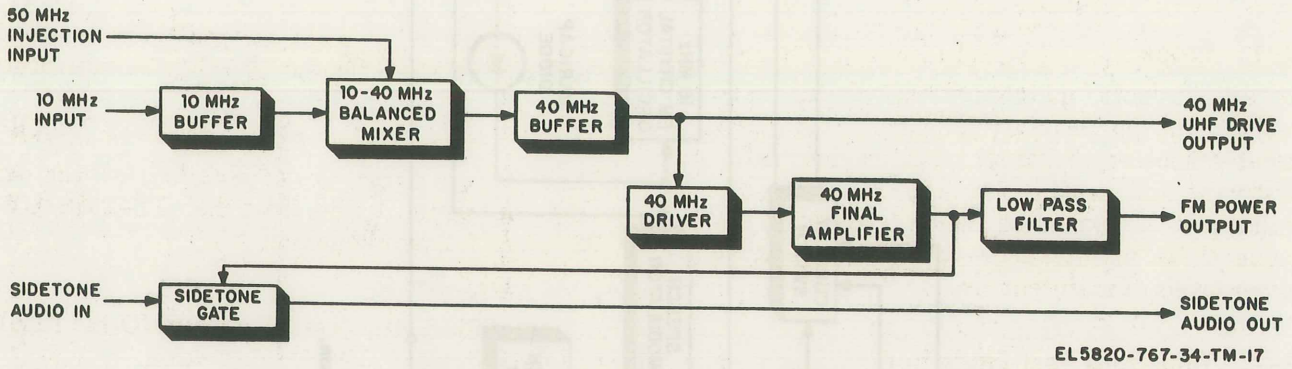 50 MHz
INJECTION
INPUT
10 MHz
INPUT
10 MHz
BUFFER
10-40 MHz
BALANCED
MIXER
40 MHz
BUFFER
40 MHz
UHF DRIVE
OUTPUT
40 MHz
DRIVER
40 MHz
FINAL
AMPLIFIER
LOW PASS
FILTER
FM POWER
OUTPUT
SIDETONE
AUDIO IN
SIDETONE
GATE
SIDETONE
AUDIO OUT
EL5820-767-34-TM-17